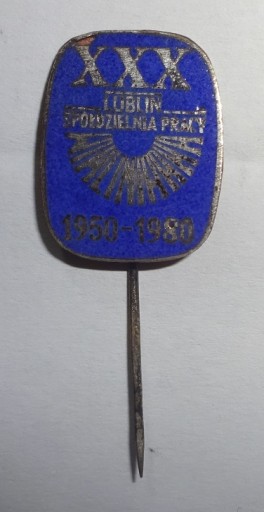 XXX
LUBLIN
SPÓŁDZIELNIA PRACY
1950-1980